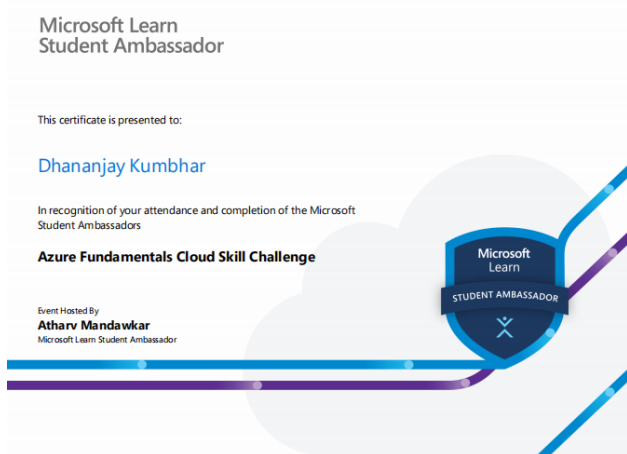 Microsoft Learn
Student Ambassador
This certificate is presented to:
Dhananjay Kumbhar
In recognition of your attendance and completion of the Microsoft
Student Ambassadors
Azure Fundamentals Cloud Skill Challenge
Event Hosted By
Atharv Mandawkar
Microsoft Learn Student Ambassador
Microsoft
Learn
STUDENT AMBASSADOR